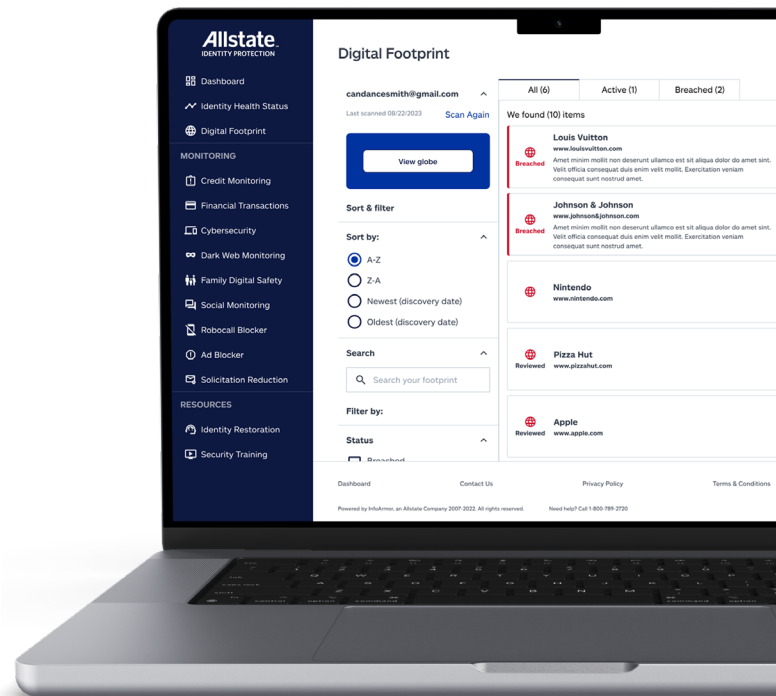 Allstate
IDENTITY PROTECTION
Dashboard
Identity Health Status
Digital Footprint
MONITORING
Credit Monitoring
Financial Transactions
Cybersecurity
Dark Web Monitoring
Family Digital Safety
Social Monitoring
Robocall Blocker
Ad Blocker
Solicitation Reduction
RESOURCES
Identity Restoration
Security Training
Digital Footprint
candancesmith@gmail.com
Last scanned 08/22/2023 Scan Again
View globe
Sort & filter
Sort by:
A-Z
Z-A
Newest (discovery date)
Oldest (discovery date)
Search
Search your footprint
Filter by:
Status
Breached
All (6) Active (1) Breached (2)
We found (10) items
Louis Vuitton
www.louisvuitton.com
Breached
Amet minim mollit non deserunt ullamco est sit aliqua dolor do amet sint.
Velit officia consequat duis enim velit mollit. Exercitation veniam
consequat sunt nostrud amet.
Johnson & Johnson
www.johnson&johnson.com
Breached
Amet minim mollit non deserunt ullamco est sit aliqua dolor do amet sint.
Velit officia consequat duis enim velit mollit. Exercitation veniam
consequat sunt nostrud amet.
Nintendo
www.nintendo.com
Pizza Hut
Reviewed www.pizzahut.com
Apple
Reviewed www.apple.com
Dashboard Contact Us Privacy Policy Terms & Conditions
Powered by InfoArmor, an Allstate Company 2007-2022. All rights reserved. Need help? Call 1-800-789-2720